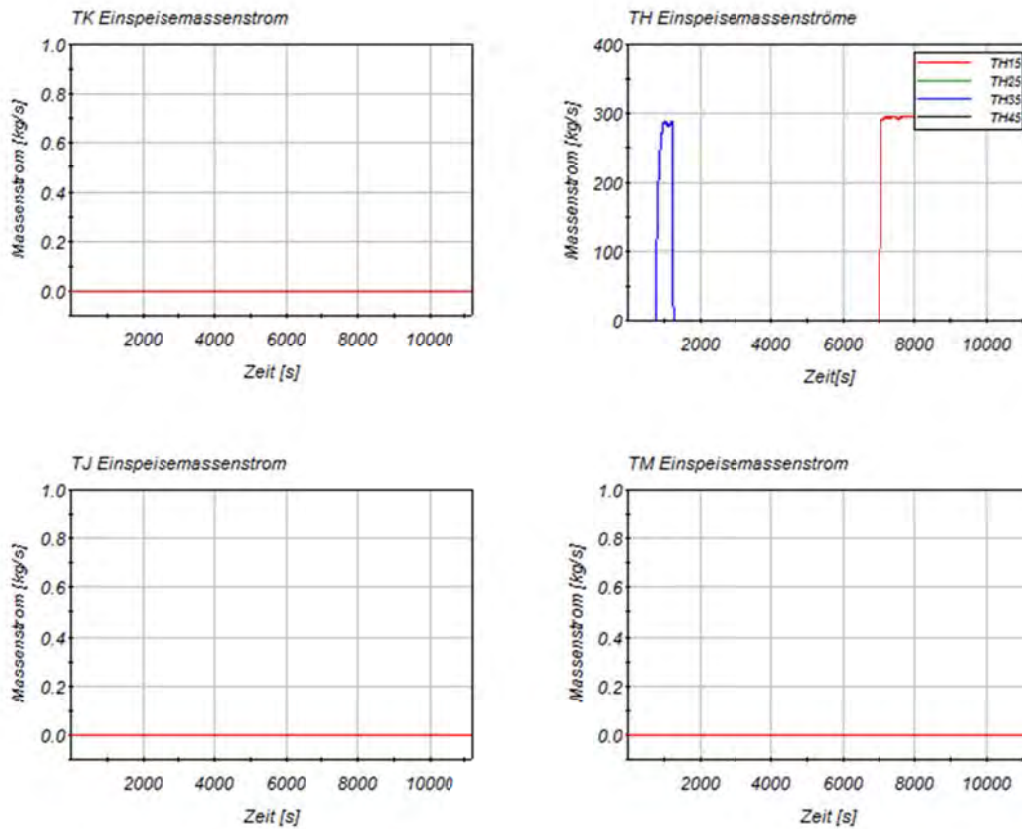 TK Einspeisemassenstrom
1.0
0.8
0.6
0.4
0.2
0.0
Massenstrom [kg/s]
2000 4000 6000 8000 10000
Zeit [s]
TH Einspeisemassenströme
400
300
200
100
0
Massenstrom [kg/s]
TH15
TH25
TH35
TH45
2000 4000 6000 8000 10000
Zeit[s]
TJ Einspeisemassenstrom
1.0
0.8
0.6
0.4
0.2
0.0
Massenstrom [kg/s]
2000 4000 6000 8000 10000
Zeit [s]
TM Einspeisemassenstrom
1.0
0.8
0.6
0.4
0.2
0.0
Massenstrom [kg/s]
2000 4000 6000 8000 10000
Zeit [s]